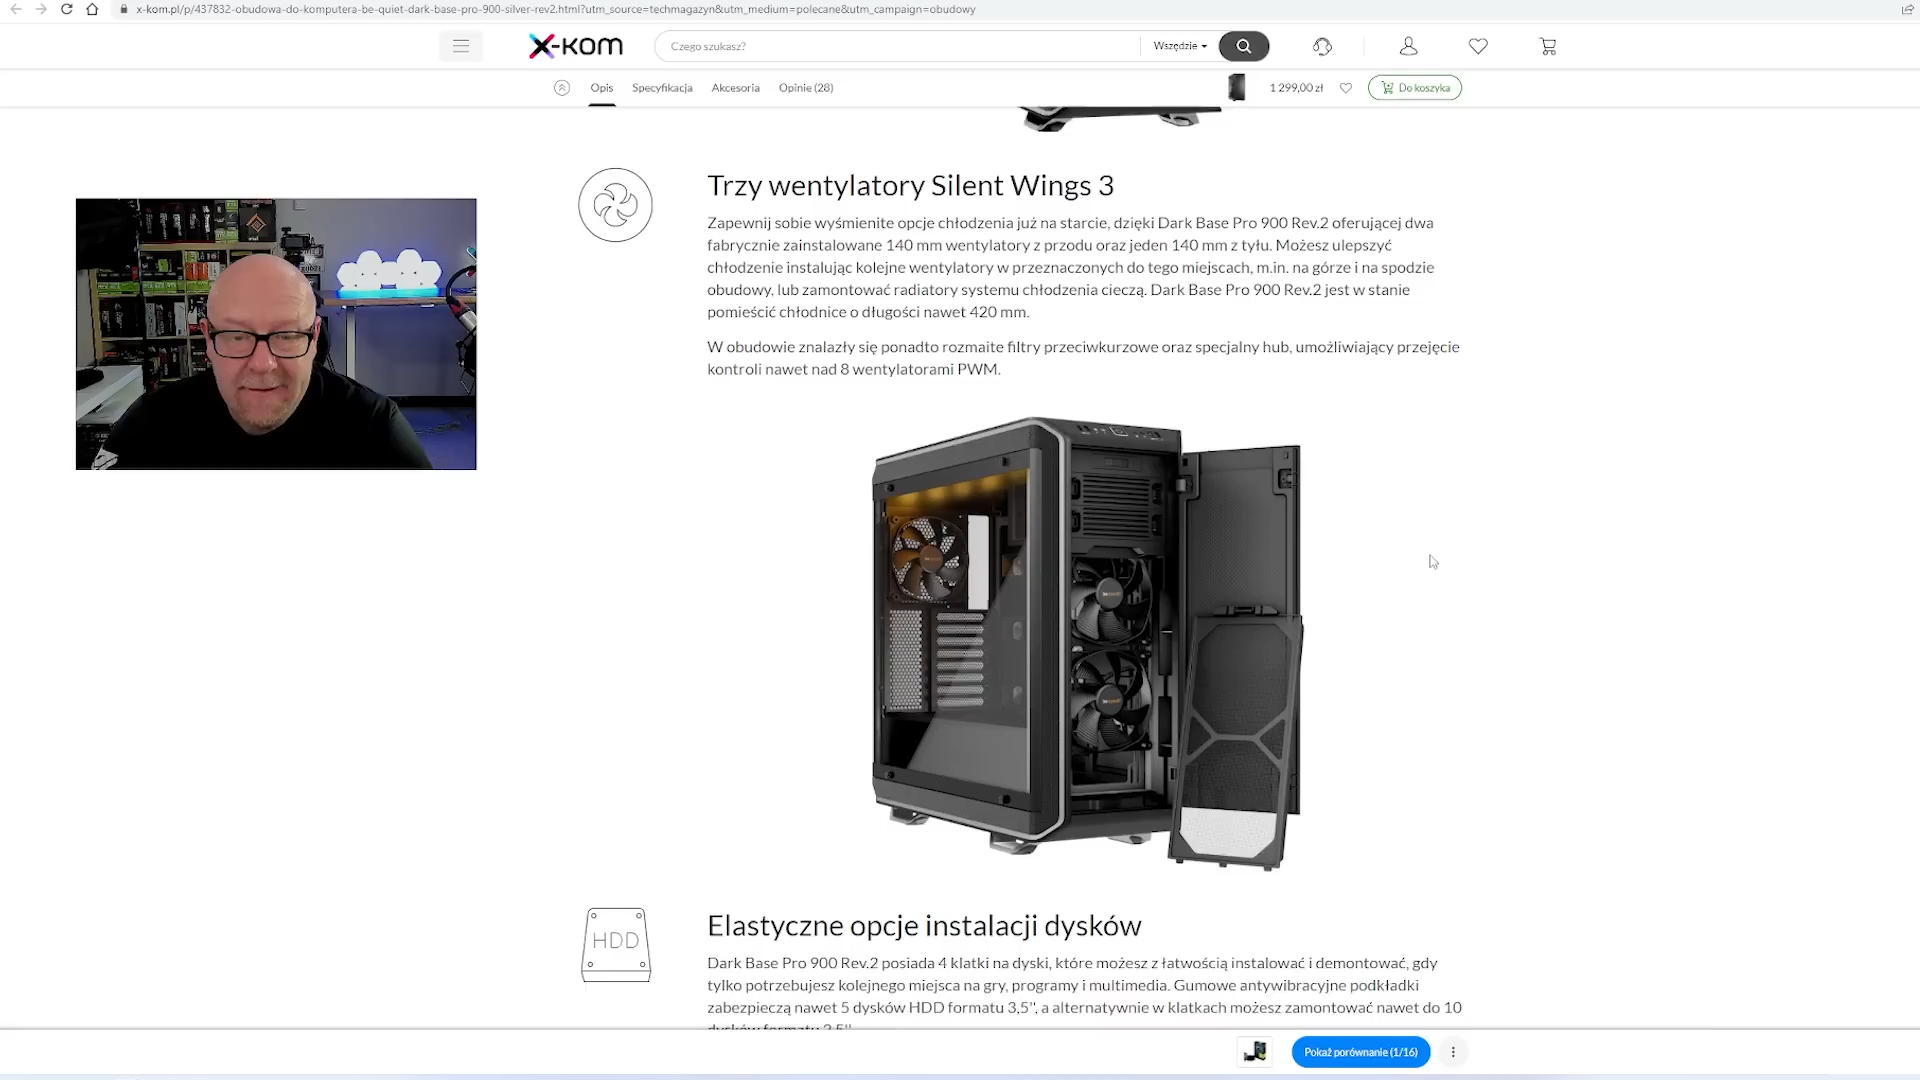 x-kom.pl/p/437832-obudowa-do-komputera-be-quiet-dark-base-pro-900-silver-rev2.html?utm_source=techmagazyn&utm_medium=polecane&utm_campaign=obudowy
x-kom
Czego szukasz?
Wszędzie
Opis
Specyfikacja
Akcesoria
Opinie (28)
1 299,00 zł
Do koszyka
Trzy wentylatory Silent Wings 3
Zapewnij sobie wyśmienite opcje chłodzenia już na starcie, dzięki Dark Base Pro 900 Rev.2 oferującej dwa
fabrycznie zainstalowane 140 mm wentylatory z przodu oraz jeden 140 mm z tyłu. Możesz ulepszyć
chłodzenie instalując kolejne wentylatory w przeznaczonych do tego miejscach, m.in. na górze i na spodzie
obudowy, lub zamontować radiatory systemu chłodzenia cieczą. Dark Base Pro 900 Rev.2 jest w stanie
pomieścić chłodnice o długości nawet 420 mm.
W obudowie znalazły się ponadto rozmaite filtry przeciwkurzowe oraz specjalny hub, umożliwiający przejęcie
kontroli nawet nad 8 wentylatorami PWM.
HDD
Elastyczne opcje instalacji dysków
Dark Base Pro 900 Rev.2 posiada 4 klatki na dyski, które możesz z łatwością instalować i demontować, gdy
tylko potrzebujesz kolejnego miejsca na gry, programy i multimedia. Gumowe antywibracyjne podkładki
zabezpieczą nawet 5 dysków HDD formatu 3,5'', a alternatywnie w klatkach możesz zamontować nawet do 10
dysków formatu 2,5''
Pokaż porównanie (1/16)